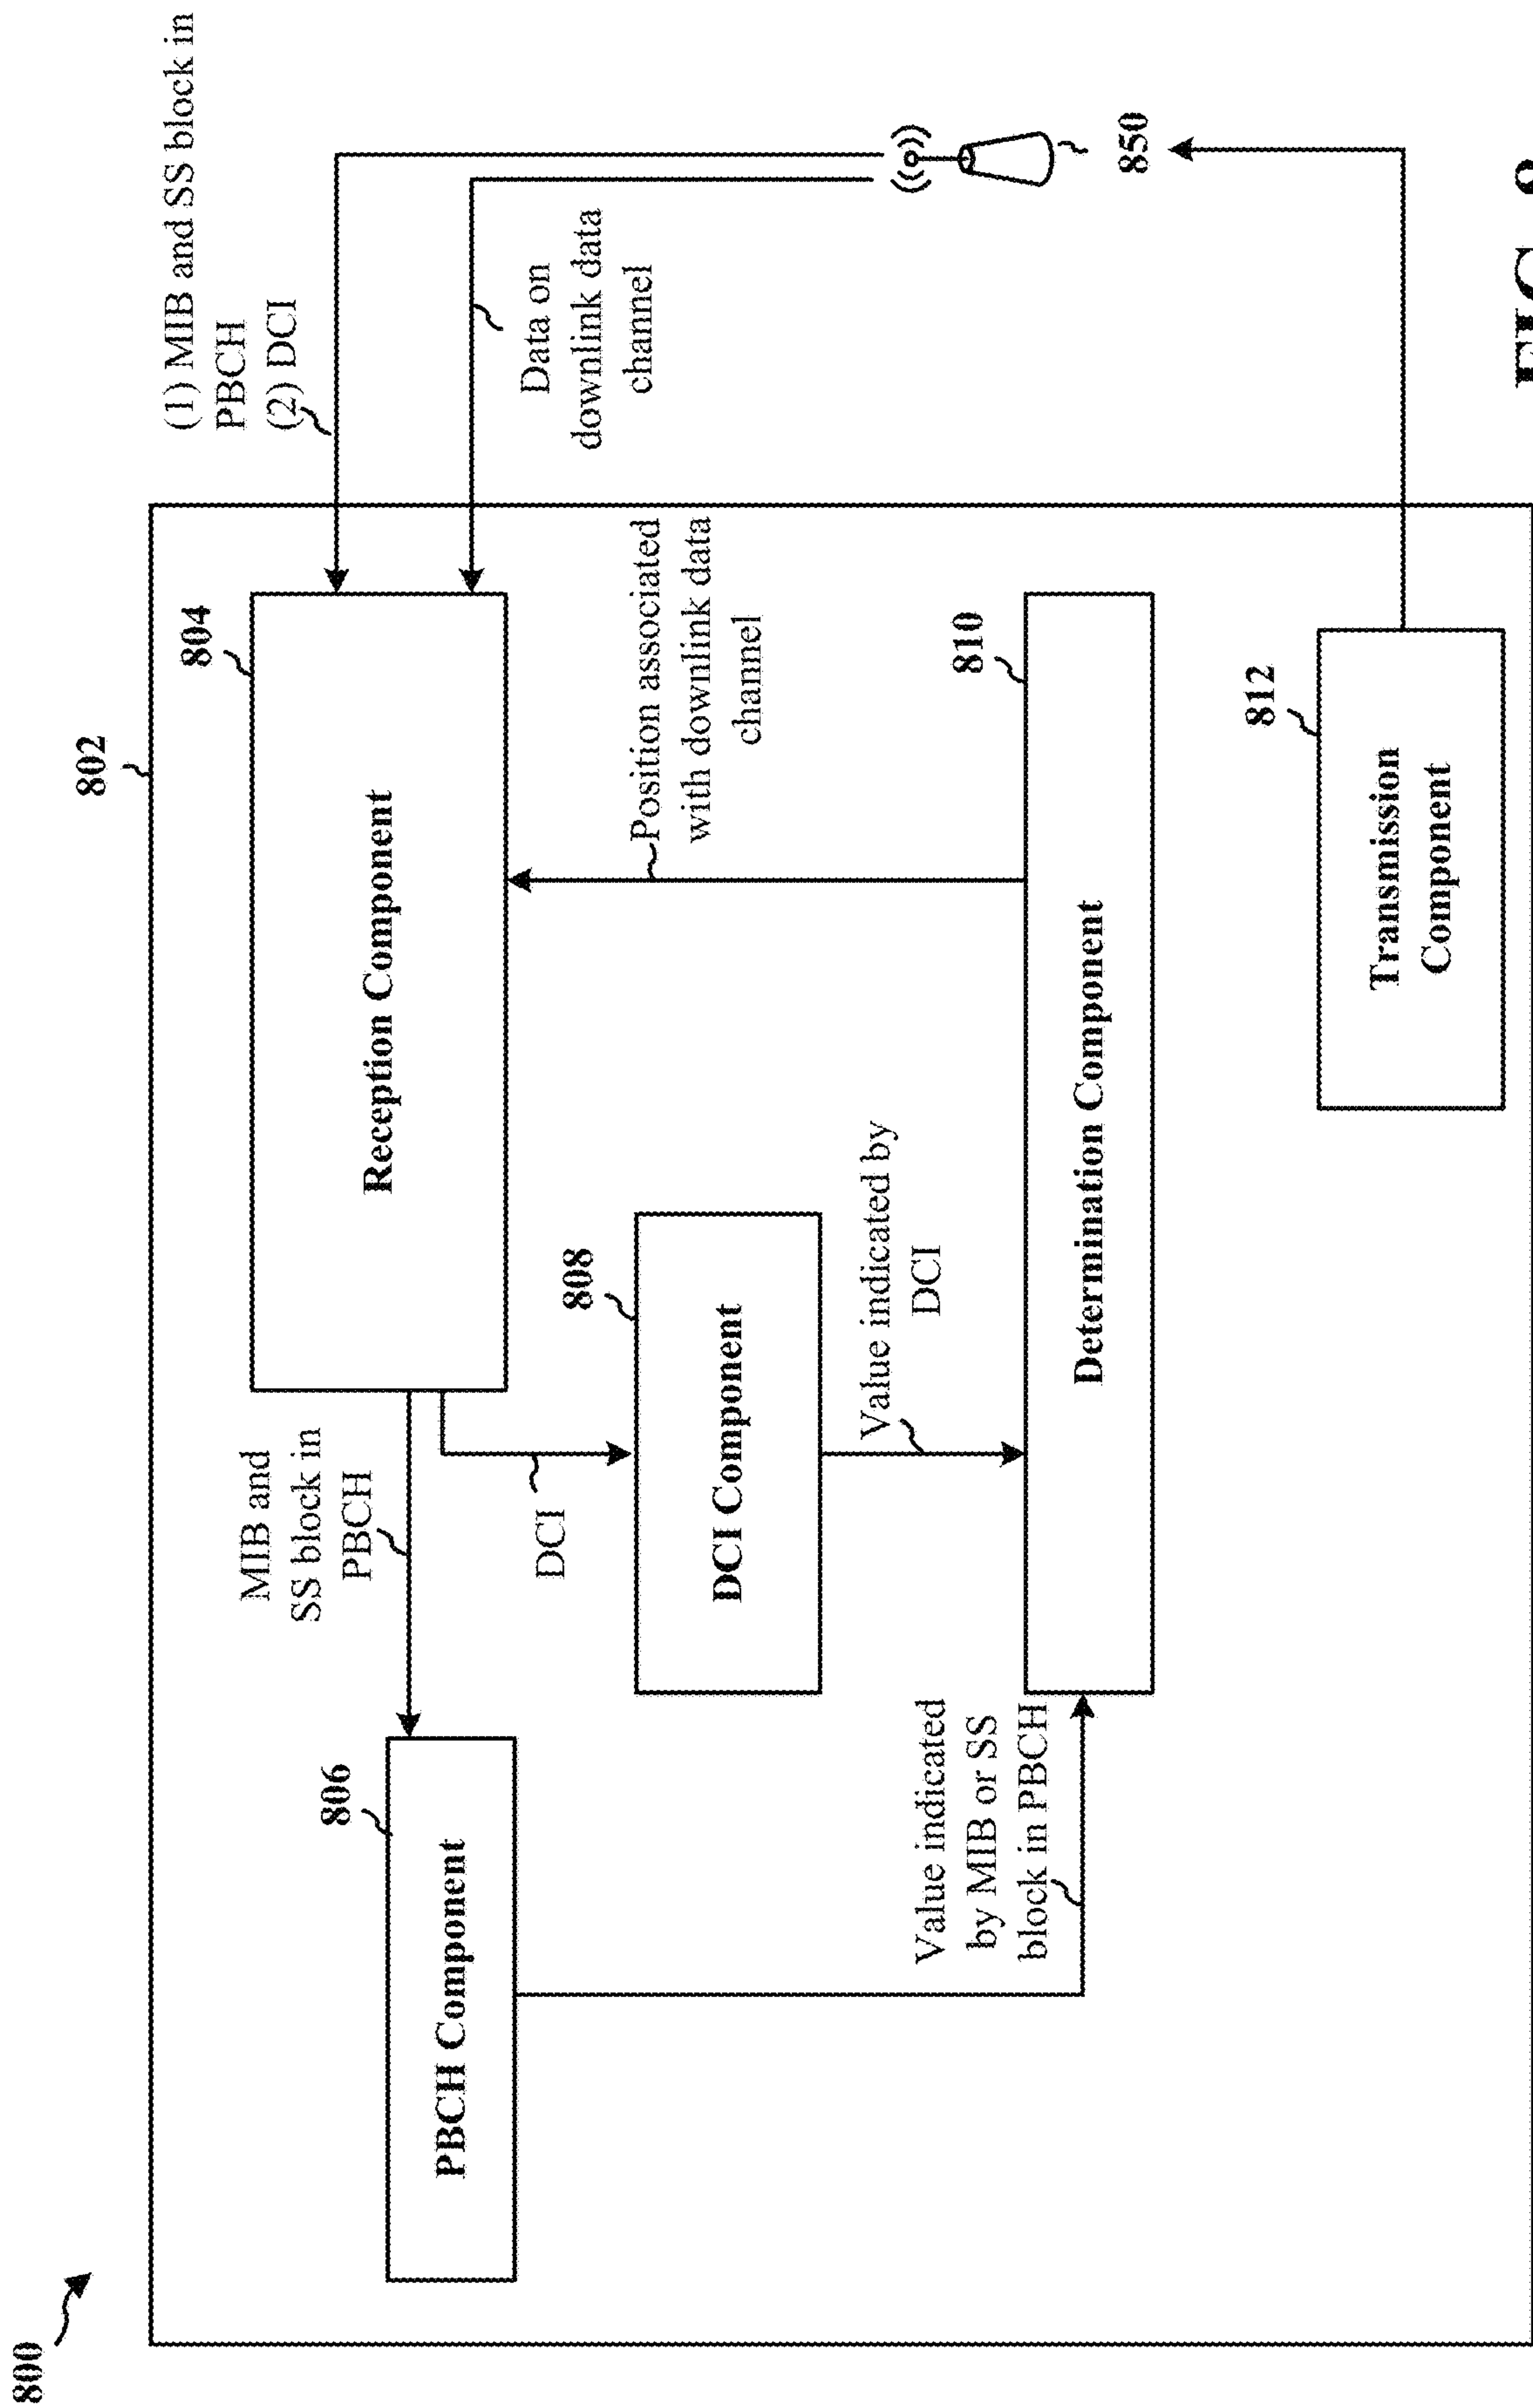 800
802
(1) MIB and SS block in
PBCH
(2) DCI
804
Reception Component
MIB and
SS block in
PBCH
806
PBCH Component
Data on
downlink data
channel
DCI
808
DCI Component
Position associated
with downlink data
channel
Value indicated by
DCI
Value indicated
by MIB or SS
block in PBCH
810
Determination Component
850
812
Transmission
Component
FIG.